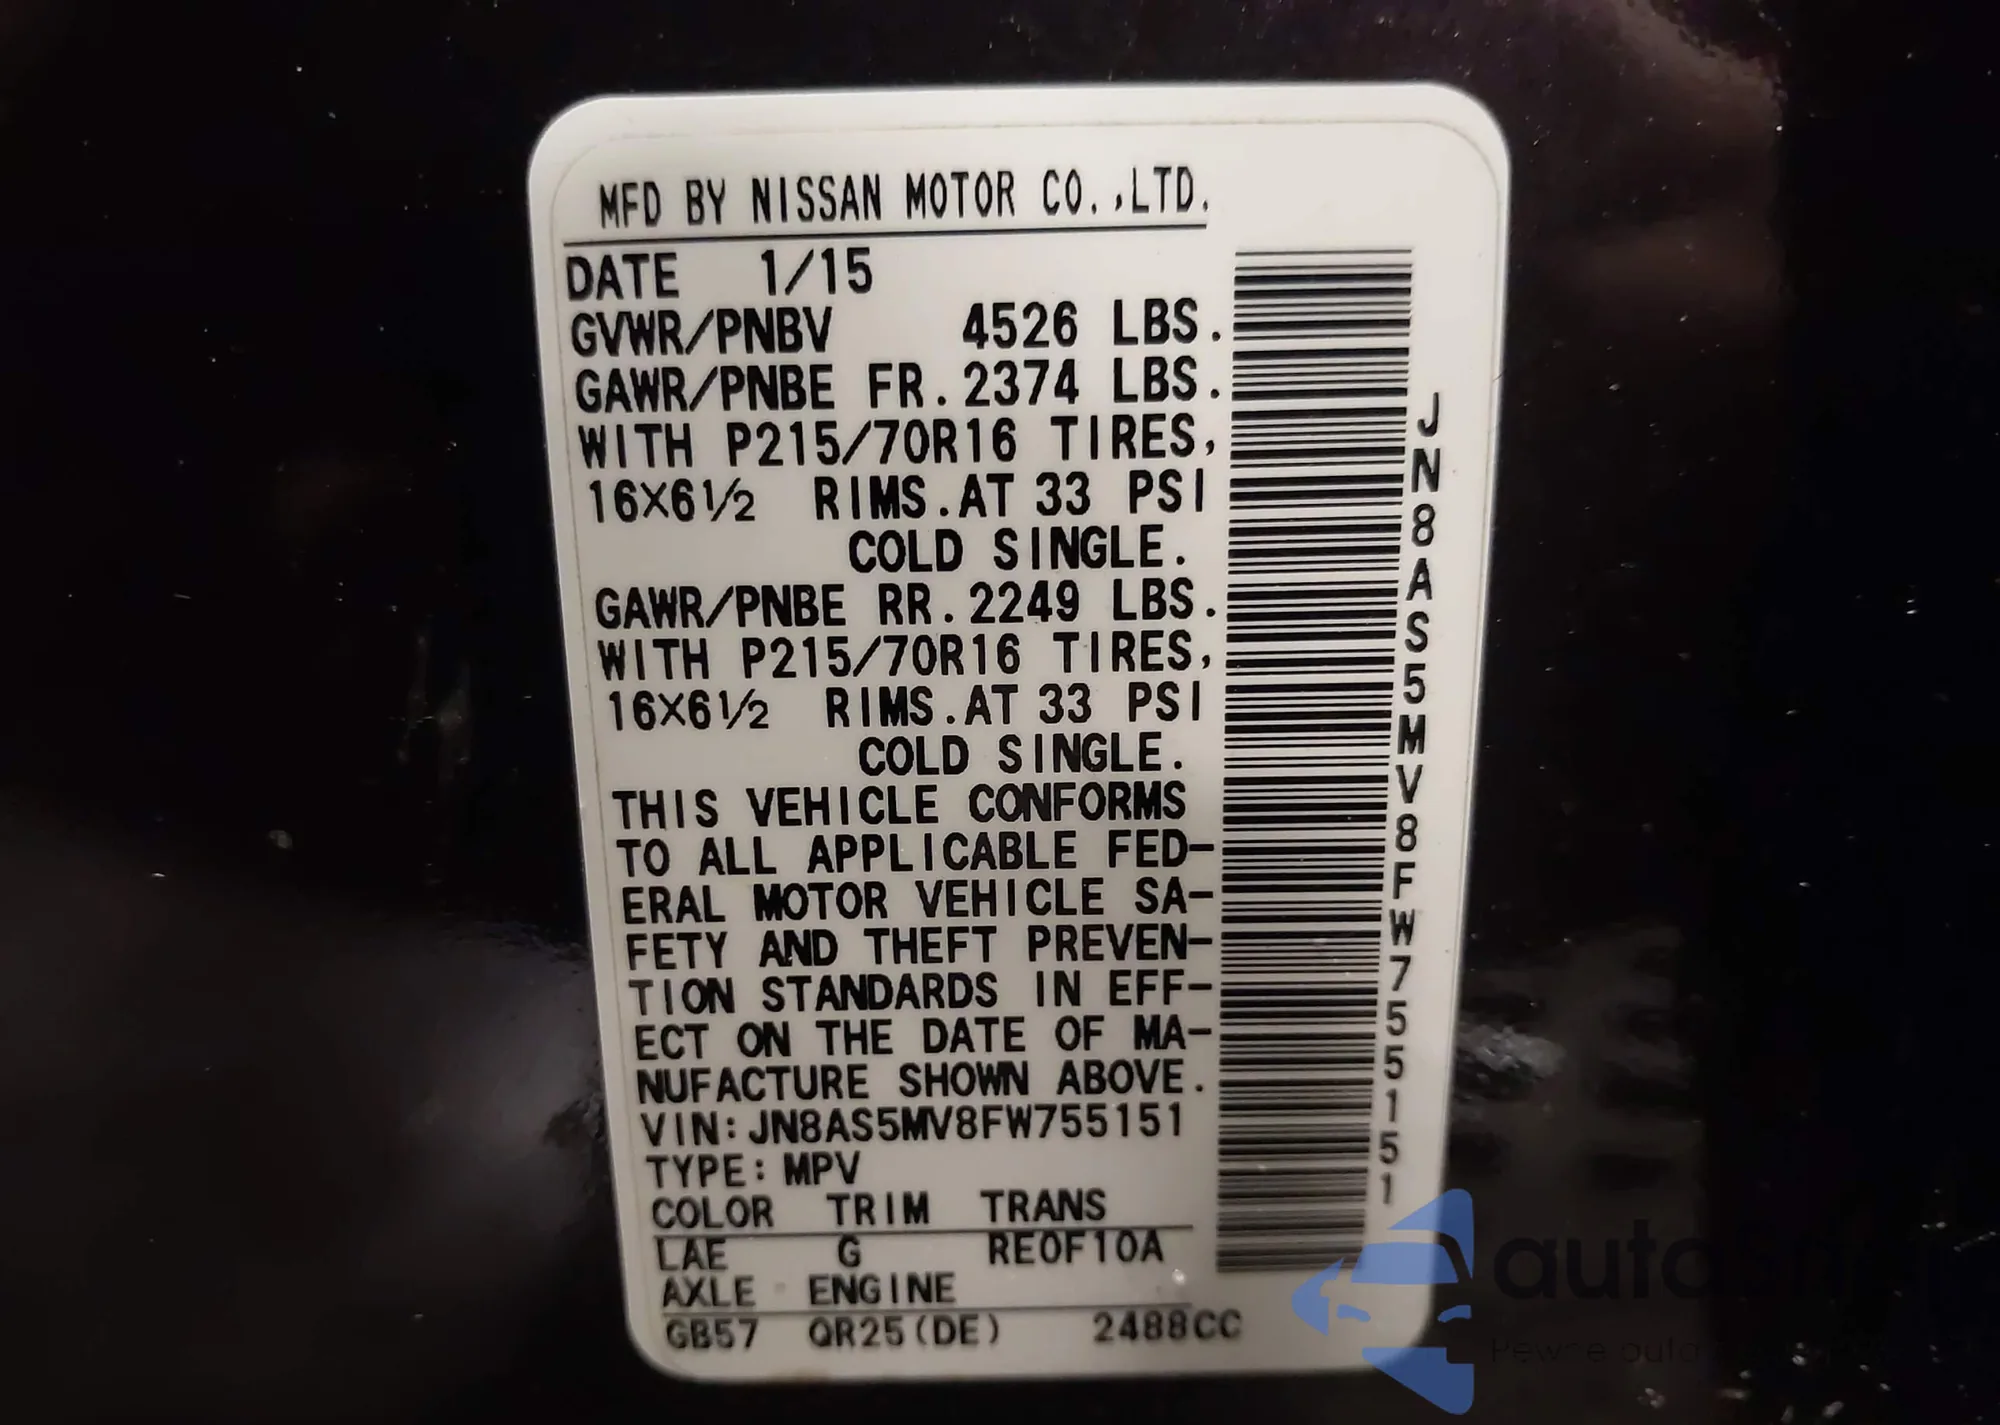 MFD BY NISSAN MOTOR CO.,LTD.
DATE 1/15
GVWR/PNBV 4526 LBS.
GAWR/PNBE FR.2374 LBS.
WITH P215/70R16 TIRES,
16X6½ RIMS.AT 33 PSI
COLD SINGLE.
GAWR/PNBE RR.2249 LBS.
WITH P215/70R16 TIRES,
16X6½ RIMS.AT 33 PSI
COLD SINGLE.
THIS VEHICLE CONFORMS
TO ALL APPLICABLE FED-
ERAL MOTOR VEHICLE SA-
FETY AND THEFT PREVEN-
TION STANDARDS IN EFF-
ECT ON THE DATE OF MA-
NUFACTURE SHOWN ABOVE.
VIN:JN8AS5MV8FW755151
TYPE:MPV
COLOR TRIM TRANS
LAE G RE0F10A
AXLE ENGINE
GB57 QR25(DE) 2488CC
JN8AS5MV8FW755151
auto